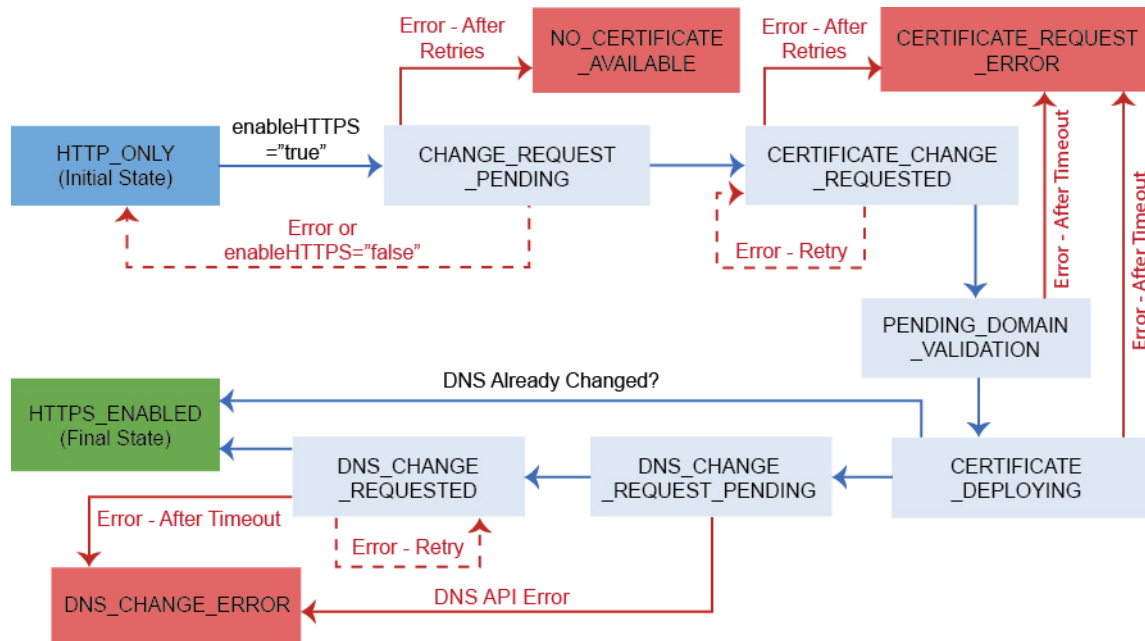 Error - After
Retries
NO_CERTIFICATE
_AVAILABLE
Error - After
Retries
CERTIFICATE_REQUEST
_ERROR
HTTP_ONLY
(Initial State)
enableHTTPS
=”true”
CHANGE_REQUEST
_PENDING
CERTIFICATE_CHANGE
_REQUESTED
Error or
enableHTTPS=”false”
Error - Retry
Error - After Timeout
Error - After Timeout
PENDING_DOMAIN
_VALIDATION
DNS Already Changed?
HTTPS_ENABLED
(Final State)
DNS_CHANGE
_REQUESTED
DNS_CHANGE
_REQUEST_PENDING
CERTIFICATE
_DEPLOYING
Error - After Timeout
Error - Retry
DNS_CHANGE_ERROR
DNS API Error